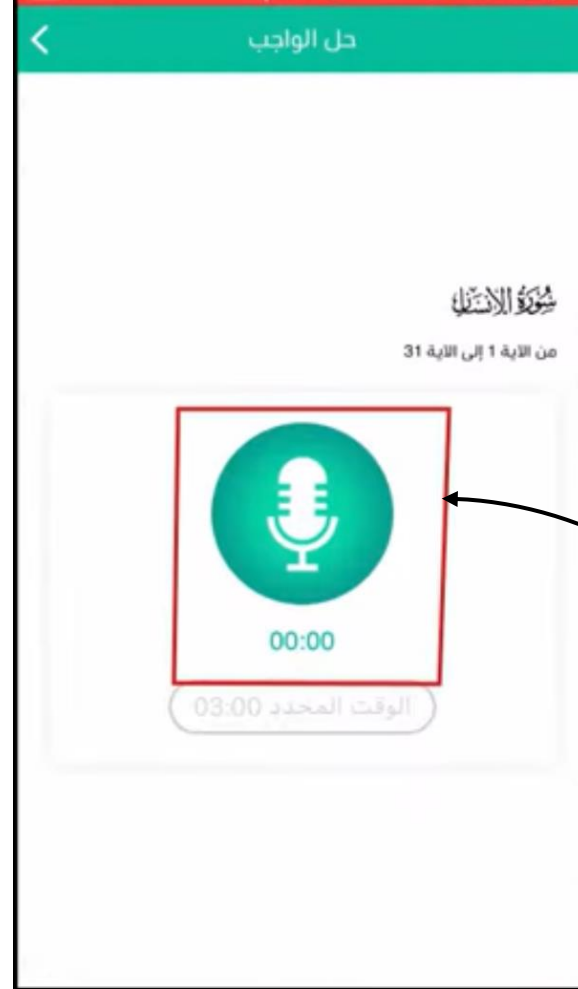 حل الواجب
سُورَةُ الإِنسَانِ
من الآية 1 إلى الآية 31
00:00
الوقت المحدد 03:00